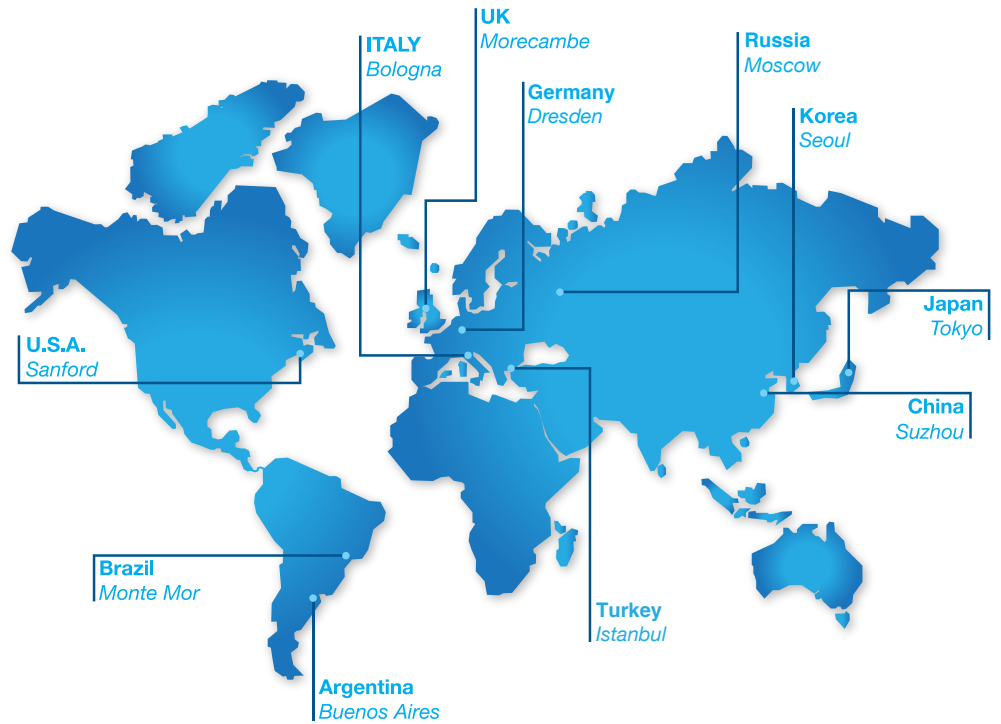 UK
Morecambe
ITALY
Bologna
Russia
Moscow
Germany
Dresden
Korea
Seoul
Japan
Tokyo
U.S.A.
Sanford
China
Suzhou
Brazil
Monte Mor
Turkey
Istanbul
Argentina
Buenos Aires